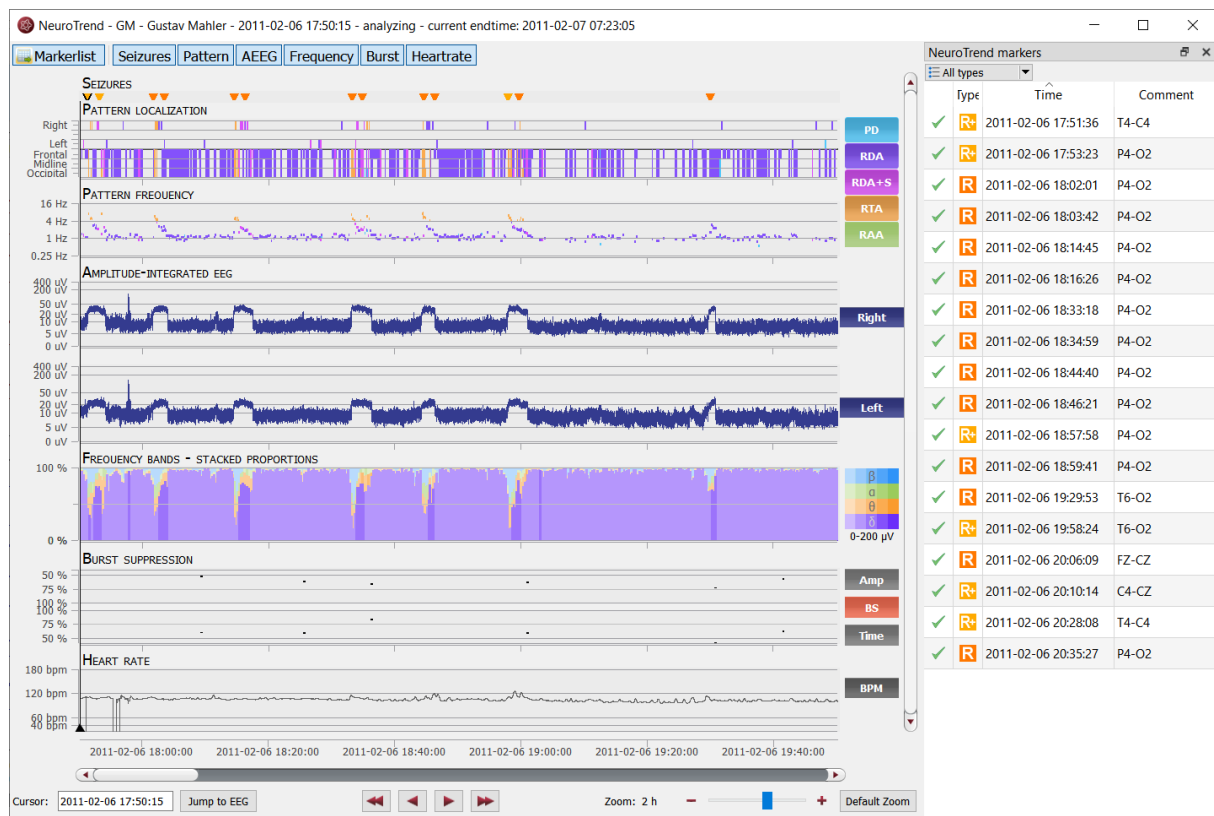 NeuroTrend - GM - Gustav Mahler - 2011-02-06 17:50:15 - analyzing - current endtime: 2011-02-07 07:23:05
Markerlist Seizures Pattern AEEG Frequency Burst Heartrate
SEIZURES
PATTERN LOCALIZATION
Right
Left
Frontal
Midline
Occipital
PD
RDA
RDA+S
RTA
RAA
PATTERN FREQUENCY
16 Hz
4 Hz
1 Hz
0.25 Hz
AMPLITUDE-INTEGRATED EEG
400 uV
200 uV
50 uV
20 uV
10 uV
5 uV
0 uV
Right
400 uV
200 uV
50 uV
20 uV
10 uV
5 uV
0 uV
Left
FREQUENCY BANDS - STACKED PROPORTIONS
100 %
0 %
β
α
θ
δ
0-200 µV
BURST SUPPRESSION
50 %
75 %
100 %
100 %
75 %
50 %
Amp
BS
Time
HEART RATE
180 bpm
120 bpm
60 bpm
40 bpm
BPM
2011-02-06 18:00:00 2011-02-06 18:20:00 2011-02-06 18:40:00 2011-02-06 19:00:00 2011-02-06 19:20:00 2011-02-06 19:40:00
Cursor: 2011-02-06 17:50:15 Jump to EEG Zoom: 2 h Default Zoom
NeuroTrend markers
All types
Type Time Comment
R+ 2011-02-06 17:51:36 T4-C4
R+ 2011-02-06 17:53:23 P4-O2
R 2011-02-06 18:02:01 P4-O2
R 2011-02-06 18:03:42 P4-O2
R 2011-02-06 18:14:45 P4-O2
R 2011-02-06 18:16:26 P4-O2
R 2011-02-06 18:33:18 P4-O2
R 2011-02-06 18:34:59 P4-O2
R 2011-02-06 18:44:40 P4-O2
R 2011-02-06 18:46:21 P4-O2
R+ 2011-02-06 18:57:58 P4-O2
R 2011-02-06 18:59:41 P4-O2
R 2011-02-06 19:29:53 T6-O2
R+ 2011-02-06 19:58:24 T6-O2
R 2011-02-06 20:06:09 FZ-CZ
R+ 2011-02-06 20:10:14 C4-CZ
R+ 2011-02-06 20:28:08 T4-C4
R 2011-02-06 20:35:27 P4-O2